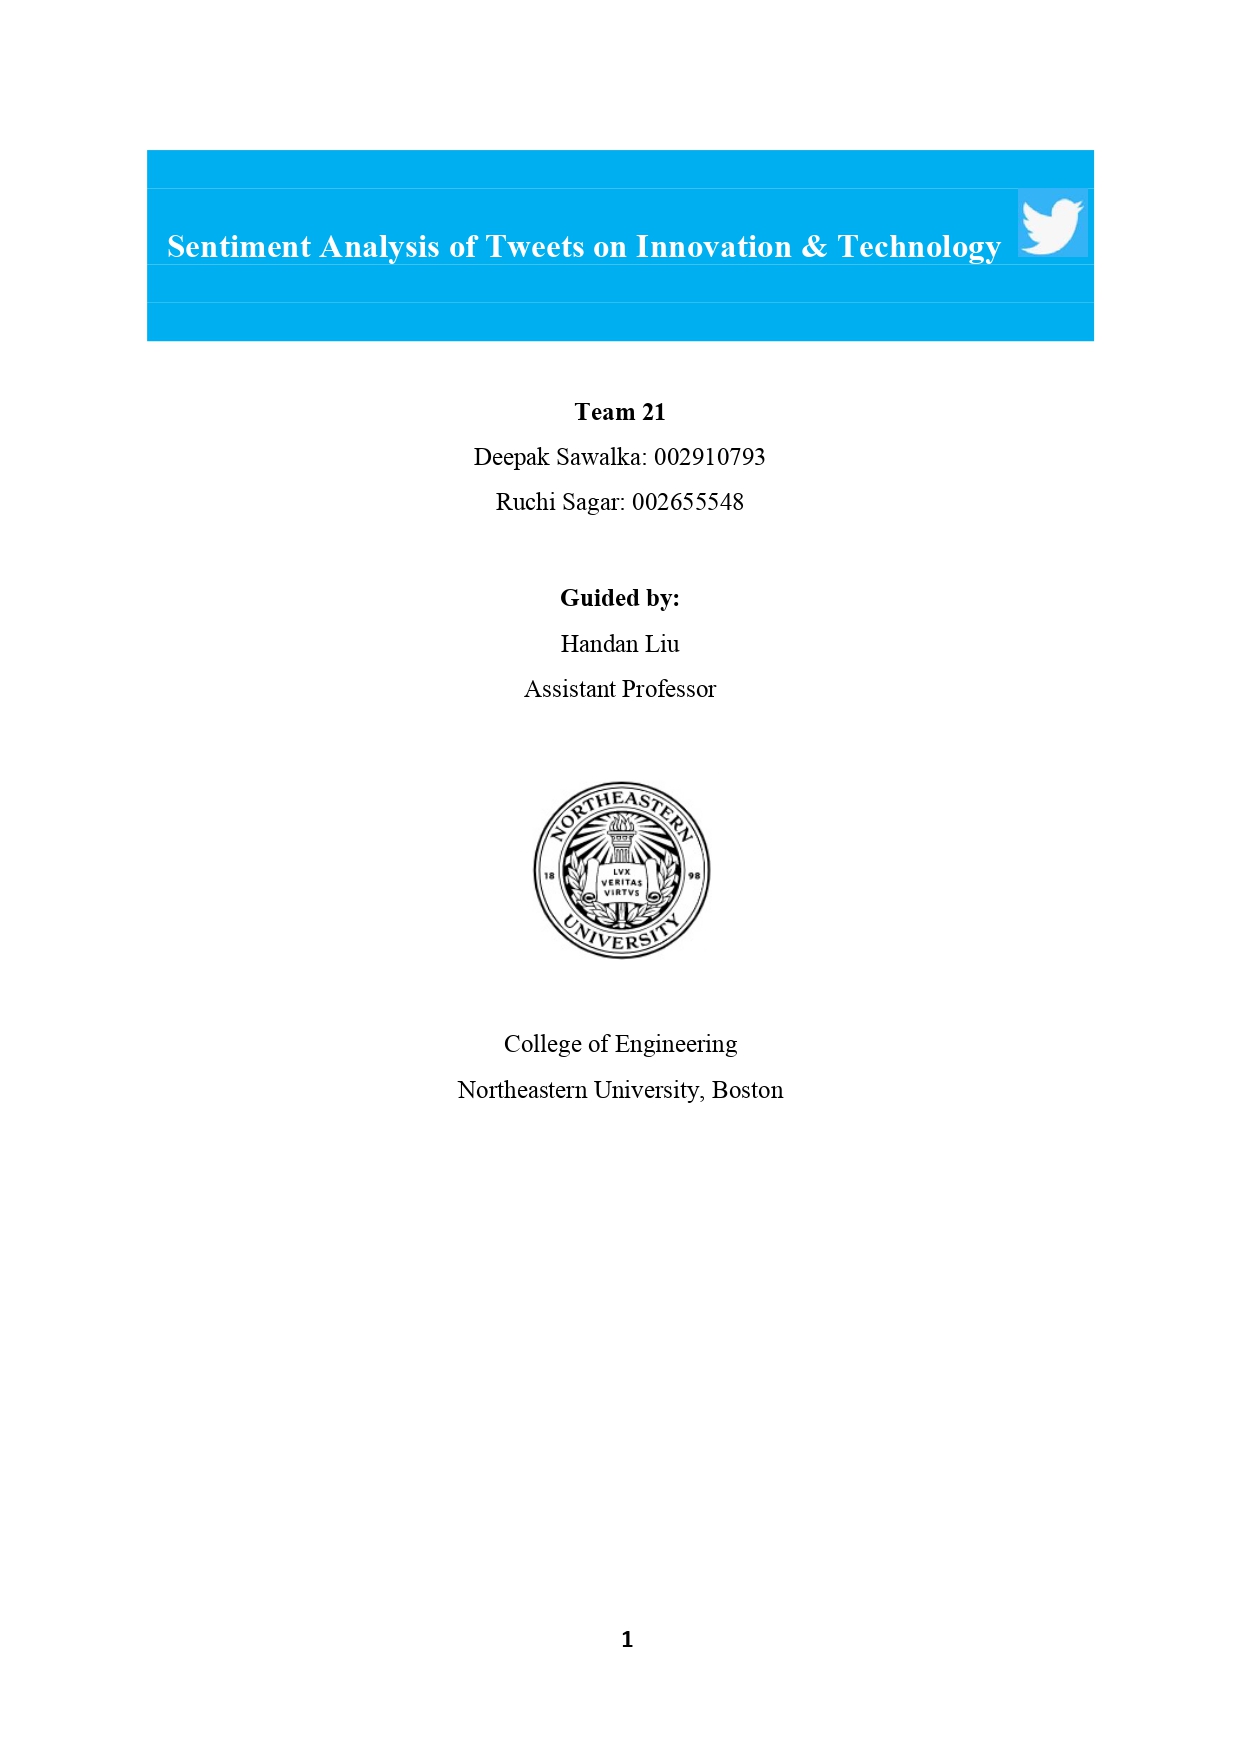 Sentiment Analysis of Tweets on Innovation & Technology
Team 21
Deepak Sawalka: 002910793
Ruchi Sagar: 002655548
Guided by:
Handan Liu
Assistant Professor
NORTHEASTERN
18 98
LVX
VERITAS
VIRTVS
UNIVERSITY
College of Engineering
Northeastern University, Boston
1